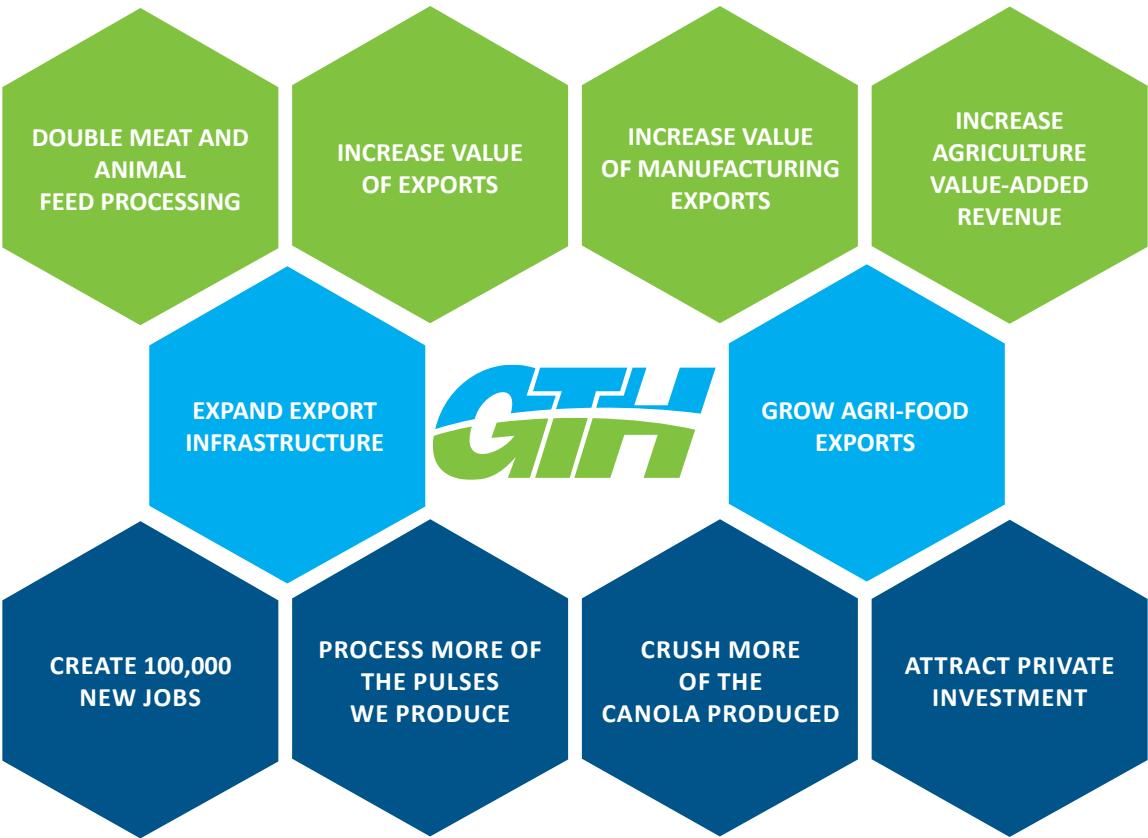 DOUBLE MEAT AND
ANIMAL
FEED PROCESSING
INCREASE VALUE
OF EXPORTS
INCREASE VALUE
OF MANUFACTURING
EXPORTS
INCREASE
AGRICULTURE
VALUE-ADDED
REVENUE
EXPAND EXPORT
INFRASTRUCTURE
GTH
GROW AGRI-FOOD
EXPORTS
CREATE 100,000
NEW JOBS
PROCESS MORE OF
THE PULSES
WE PRODUCE
CRUSH MORE
OF THE
CANOLA PRODUCED
ATTRACT PRIVATE
INVESTMENT